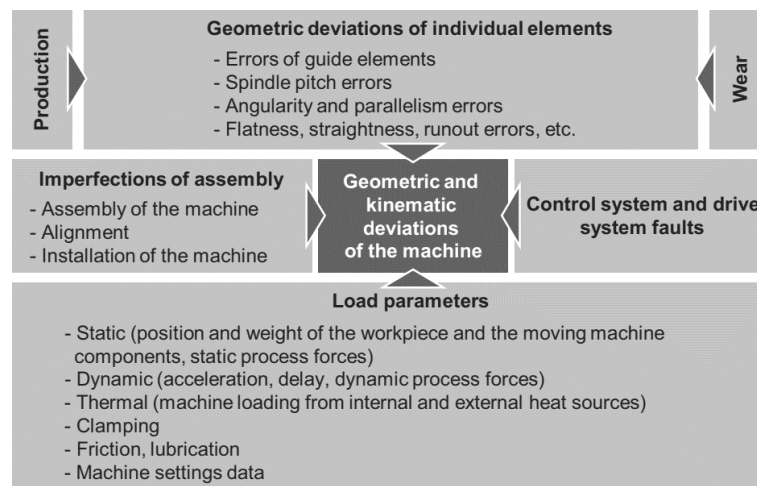 Production
Geometric deviations of individual elements
- Errors of guide elements
- Spindle pitch errors
- Angularity and parallelism errors
- Flatness, straightness, runout errors, etc.
Wear
Imperfections of assembly
- Assembly of the machine
- Alignment
- Installation of the machine
Geometric and
kinematic
deviations
of the machine
Control system and drive
system faults
Load parameters
- Static (position and weight of the workpiece and the moving machine
components, static process forces)
- Dynamic (acceleration, delay, dynamic process forces)
- Thermal (machine loading from internal and external heat sources)
- Clamping
- Friction, lubrication
- Machine settings data